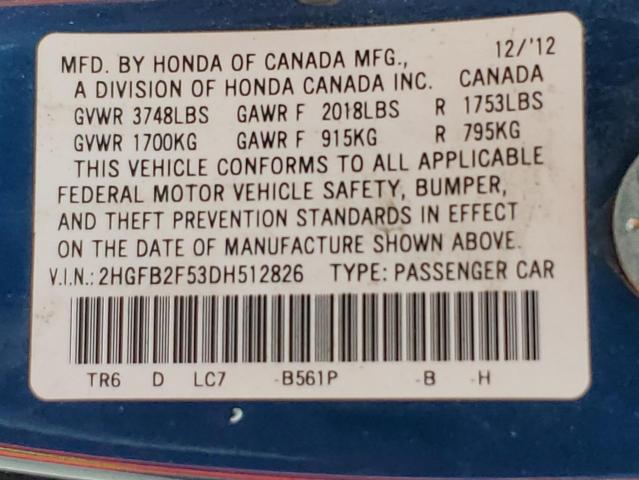 MFD. BY HONDA OF CANADA MFG., 12/'12
A DIVISION OF HONDA CANADA INC. CANADA
GVWR 3748LBS GAWR F 2018LBS R 1753LBS
GVWR 1700KG GAWR F 915KG R 795KG
THIS VEHICLE CONFORMS TO ALL APPLICABLE
FEDERAL MOTOR VEHICLE SAFETY, BUMPER,
AND THEFT PREVENTION STANDARDS IN EFFECT
ON THE DATE OF MANUFACTURE SHOWN ABOVE.
V.I.N.: 2HGFB2F53DH512826 TYPE: PASSENGER CAR
TR6 D LC7 -B561P -B -H